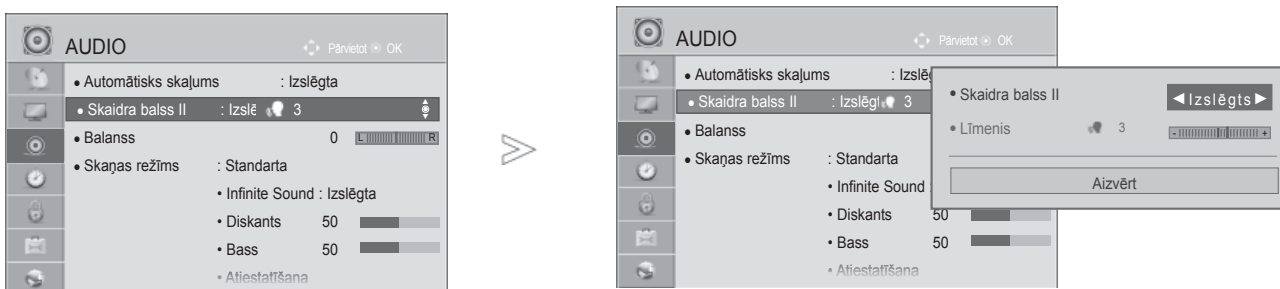 AUDIO
Pārvietot OK
• Automātisks skaļums : Izslēgta
• Skaidra balss II : Izslē 3
• Balanss 0 L R
• Skaņas režīms : Standarta
• Infinite Sound : Izslēgta
• Diskants 50
• Bass 50
• Atiestatīšana
AUDIO
Pārvietot OK
• Automātisks skaļums : Izslēg
• Skaidra balss II : Izslēg 3
• Balanss
• Skaņas režīms : Standarta
• Infinite Sound :
• Diskants 50
• Bass 50
• Atiestatīšana
• Skaidra balss II ◄Izslēgts►
• Līmenis 3 - +
Aizvērt